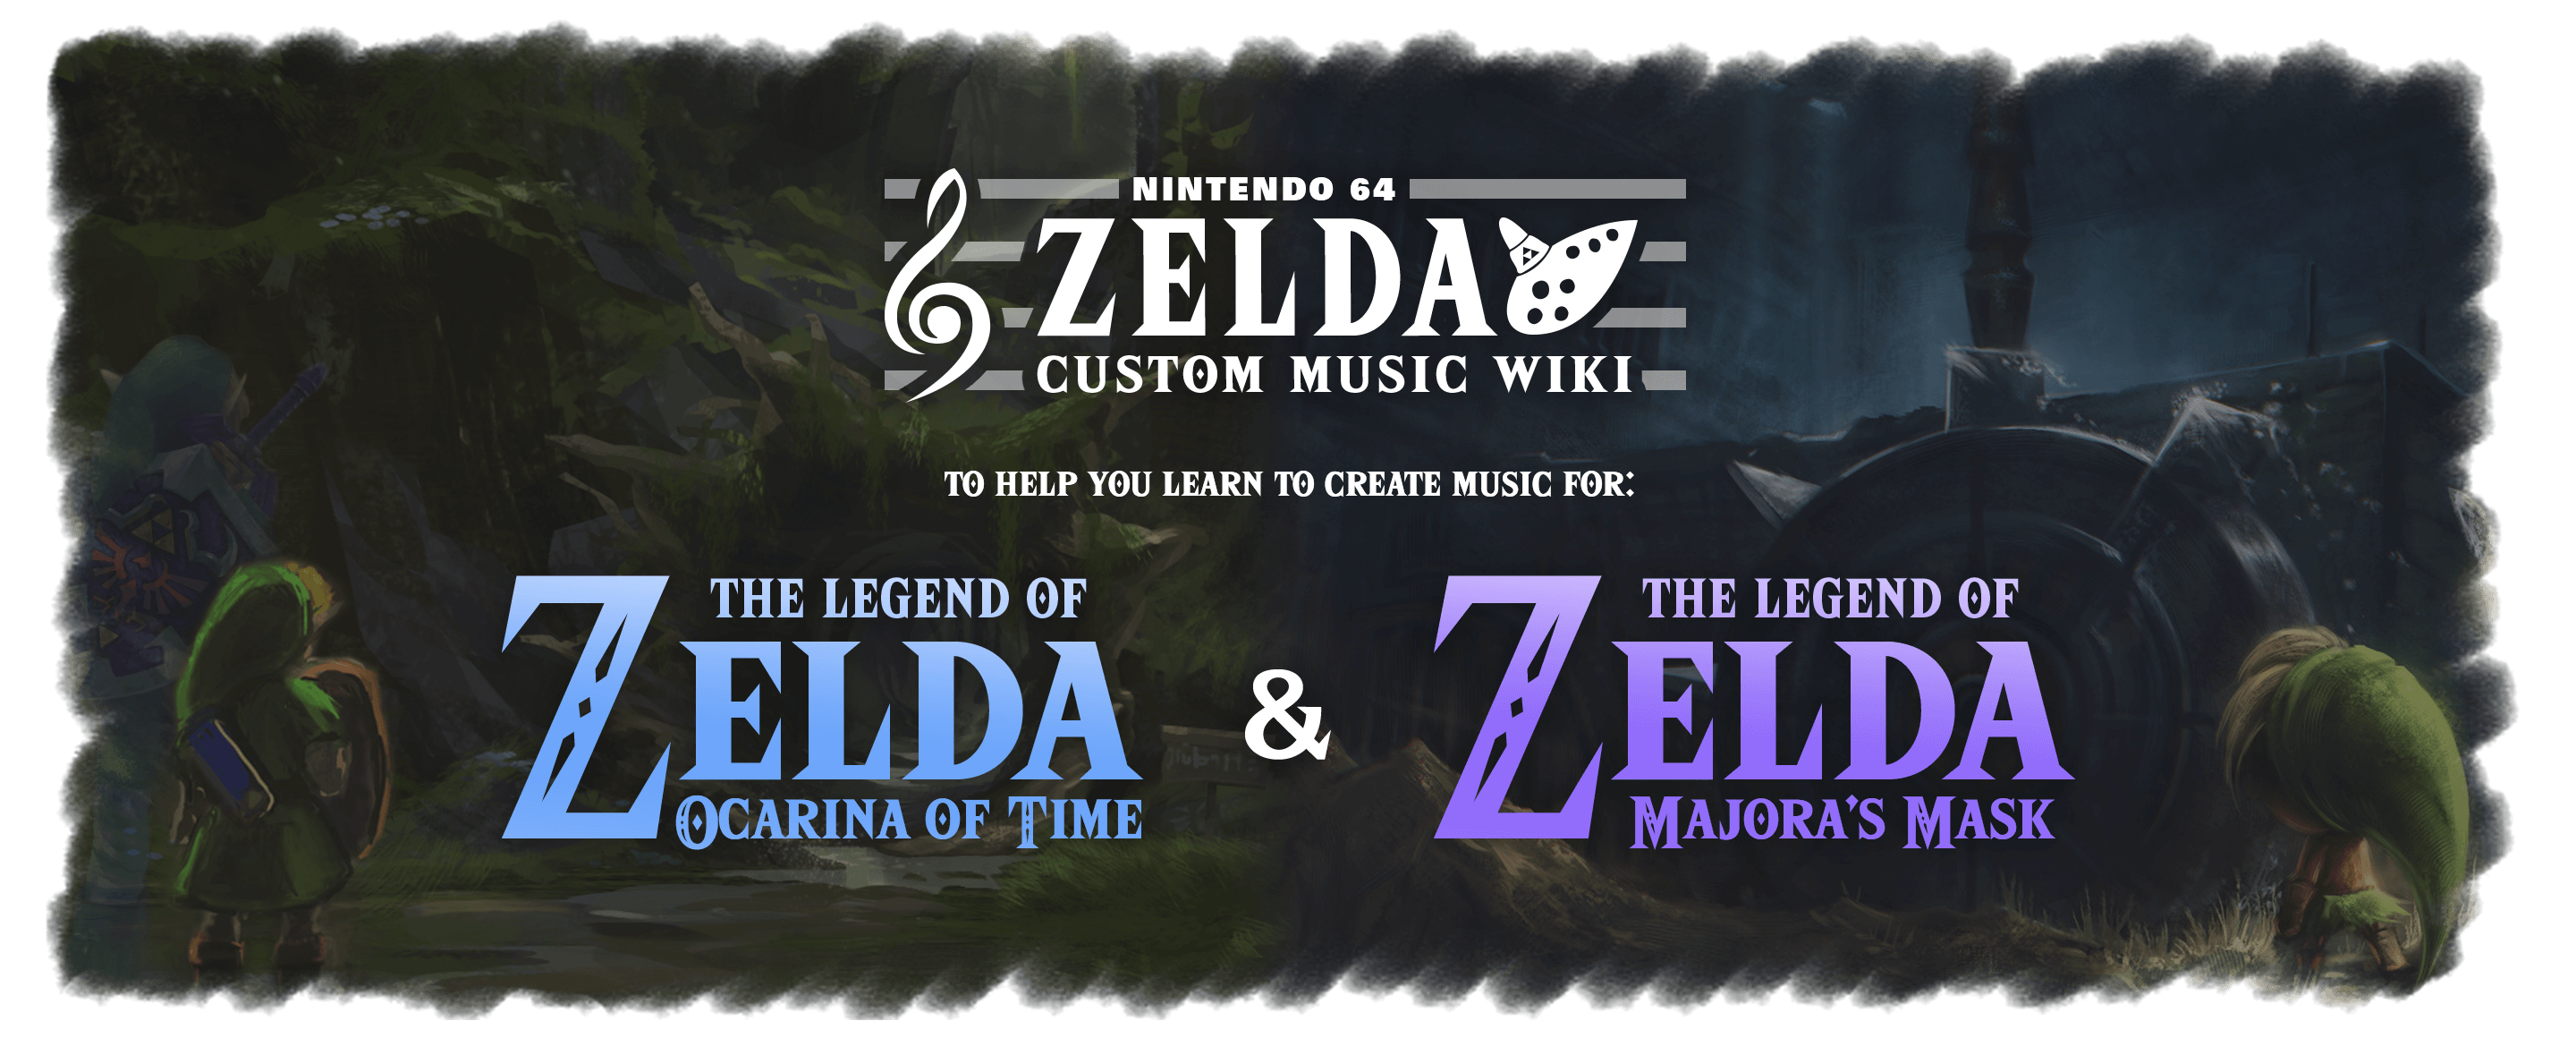 NINTENDO 64
ZELDA
CUSTOM MUSIC WIKI
TO HELP YOU LEARN TO CREATE MUSIC FOR:
THE LEGEND OF
ZELDA
OCARINA OF TIME
&
THE LEGEND OF
ZELDA
MAJORA'S MASK